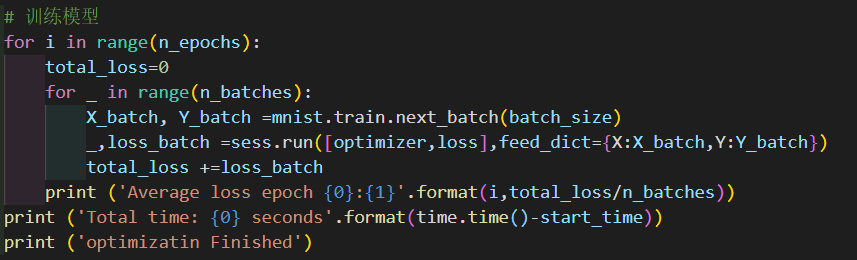 # 训练模型
for i in range(n_epochs):
    total_loss=0
    for _ in range(n_batches):
        X_batch, Y_batch =mnist.train.next_batch(batch_size)
        _,loss_batch =sess.run([optimizer,loss],feed_dict={X:X_batch,Y:Y_batch})
        total_loss +=loss_batch
    print ('Average loss epoch {0}:{1}'.format(i,total_loss/n_batches))
print ('Total time: {0} seconds'.format(time.time()-start_time))
print ('optimizatin Finished')